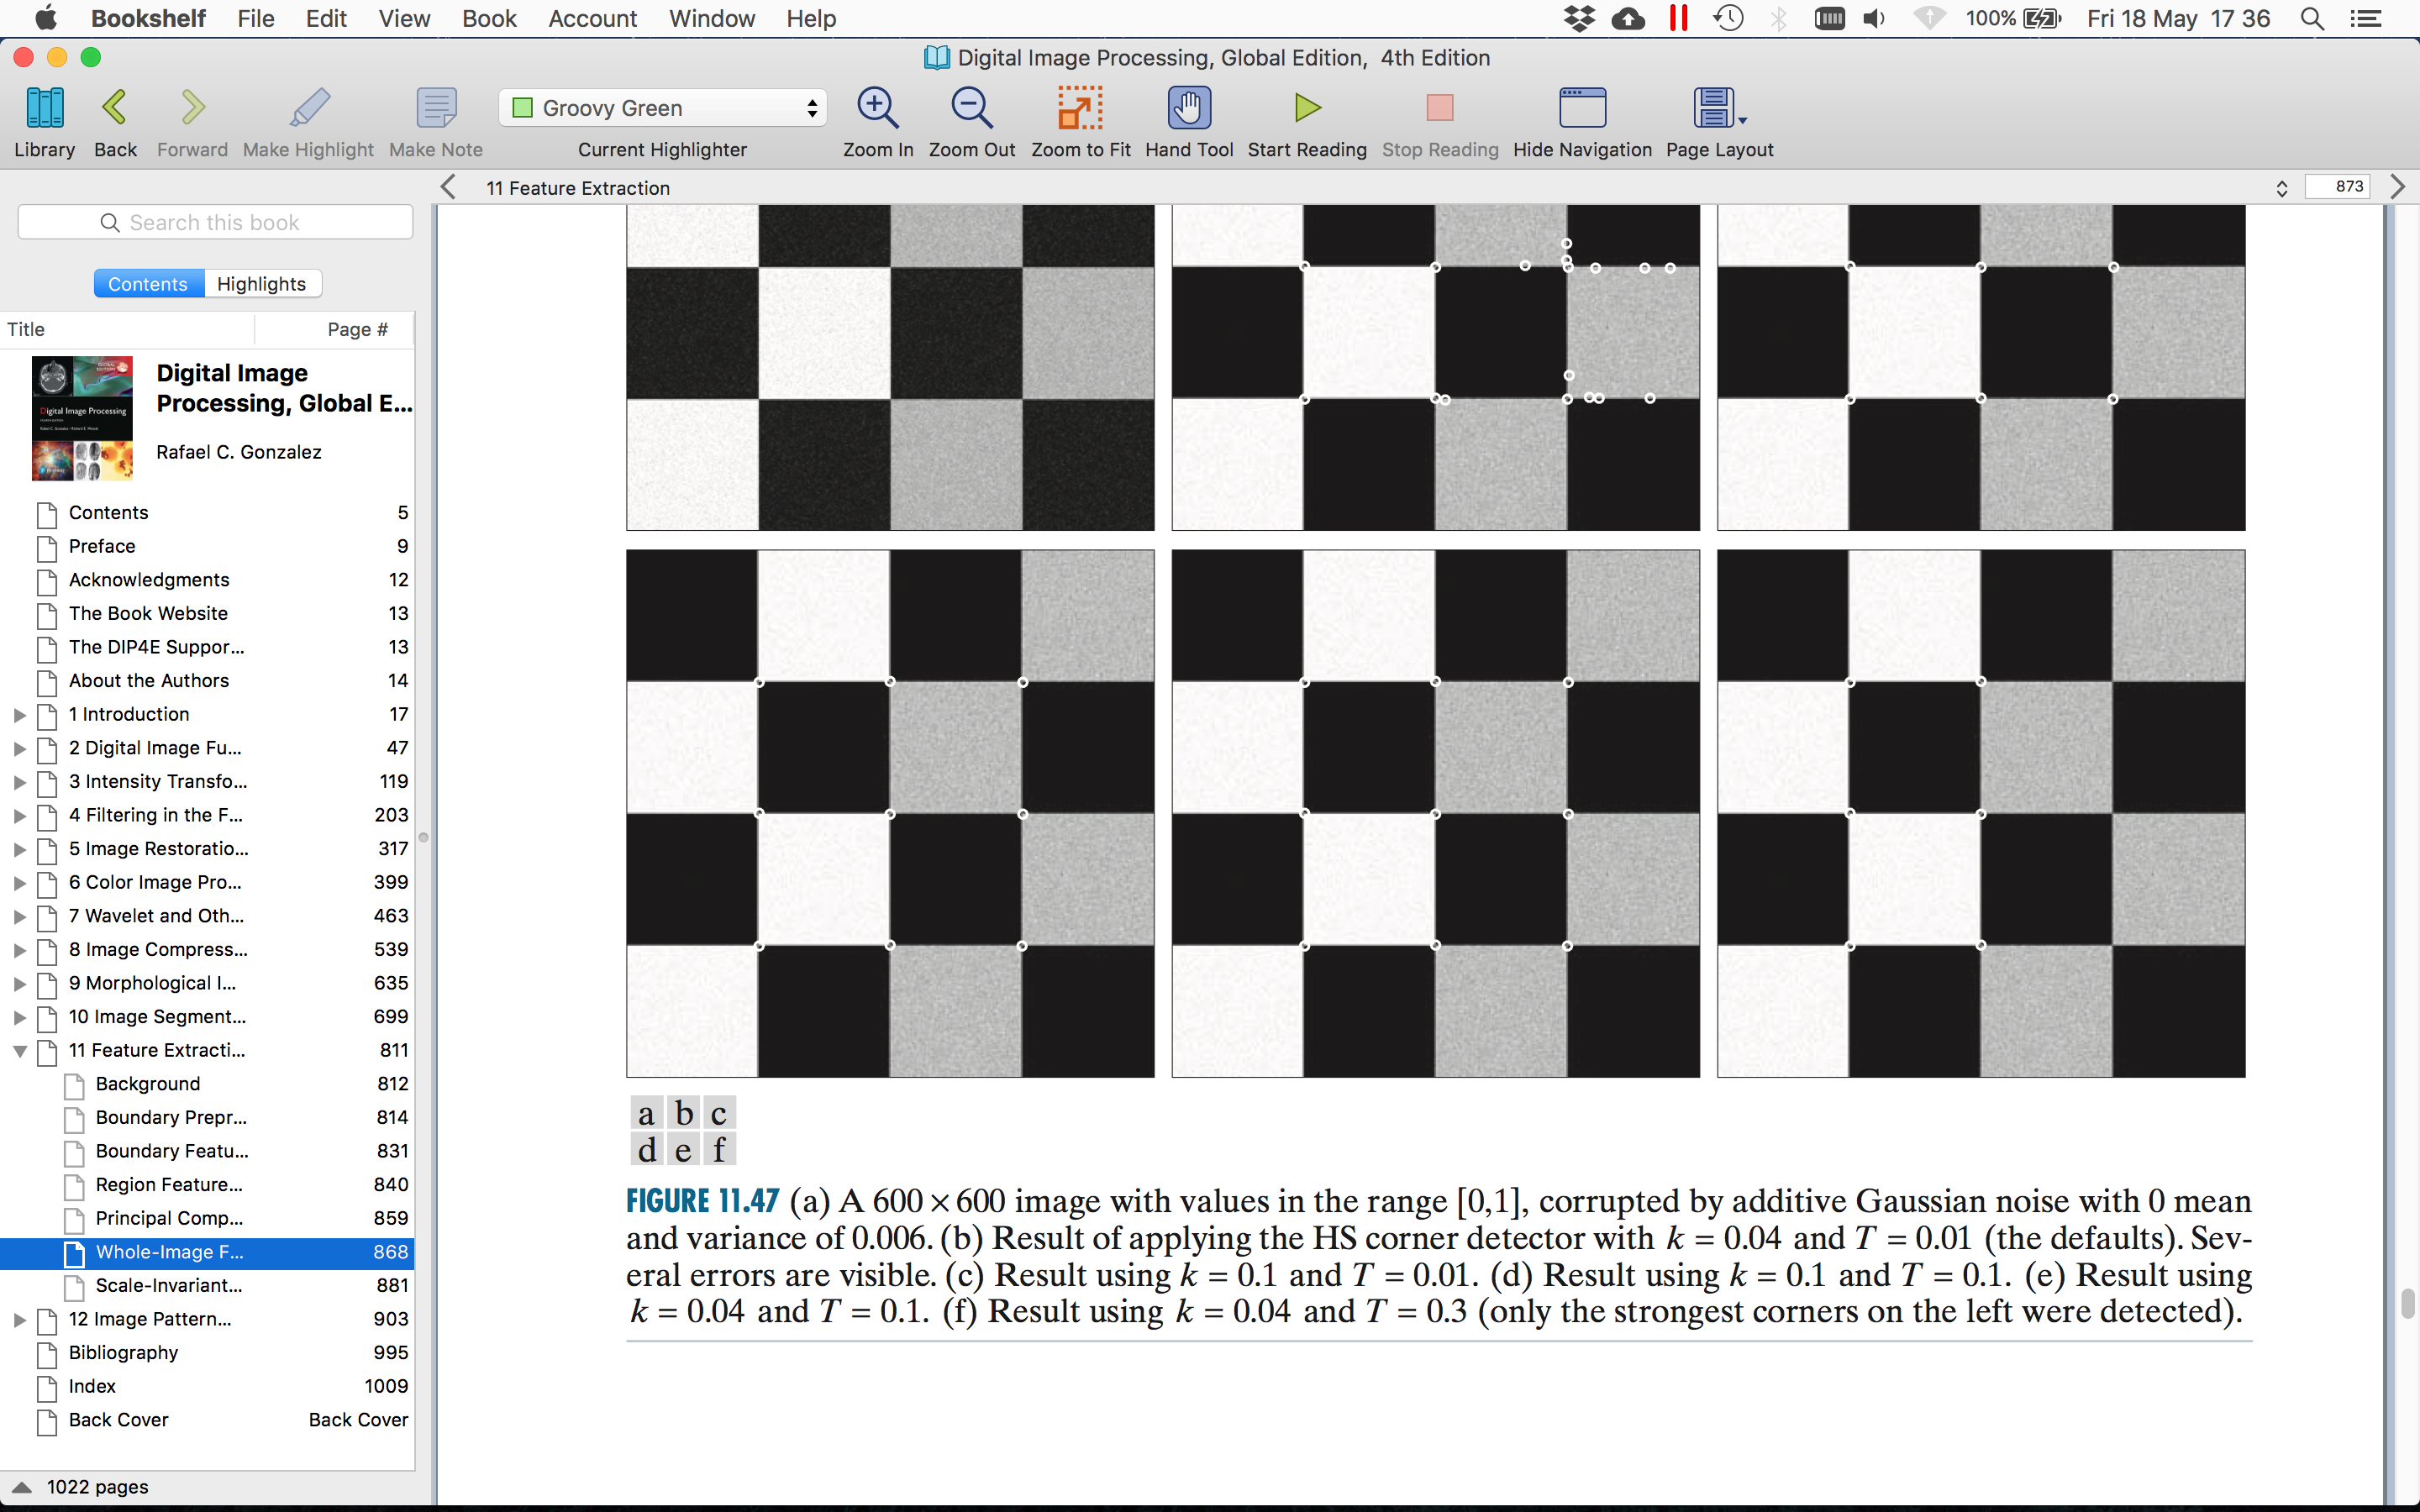 Bookshelf File Edit View Book Account Window Help 100% Fri 18 May 17 36
Digital Image Processing, Global Edition, 4th Edition
Library Back Forward Make Highlight Make Note Groovy Green Current Highlighter Zoom In Zoom Out Zoom to Fit Hand Tool Start Reading Stop Reading Hide Navigation Page Layout
11 Feature Extraction 873
Search this book
Contents Highlights
Title Page #
Digital Image
Processing, Global E...
Rafael C. Gonzalez
Digital Image Processing
Contents 5
Preface 9
Acknowledgments 12
The Book Website 13
The DIP4E Suppor... 13
About the Authors 14
1 Introduction 17
2 Digital Image Fu... 47
3 Intensity Transfo... 119
4 Filtering in the F... 203
5 Image Restoratio... 317
6 Color Image Pro... 399
7 Wavelet and Oth... 463
8 Image Compress... 539
9 Morphological I... 635
10 Image Segment... 699
11 Feature Extracti... 811
Background 812
Boundary Prepr... 814
Boundary Featu... 831
Region Feature... 840
Principal Comp... 859
Whole-Image F... 868
Scale-Invariant... 881
12 Image Pattern... 903
Bibliography 995
Index 1009
Back Cover Back Cover
1022 pages
a b c
d e f
FIGURE 11.47 (a) A 600 × 600 image with values in the range [0,1], corrupted by additive Gaussian noise with 0 mean
and variance of 0.006. (b) Result of applying the HS corner detector with k = 0.04 and T = 0.01 (the defaults). Sev-
eral errors are visible. (c) Result using k = 0.1 and T = 0.01. (d) Result using k = 0.1 and T = 0.1. (e) Result using
k = 0.04 and T = 0.1. (f) Result using k = 0.04 and T = 0.3 (only the strongest corners on the left were detected).